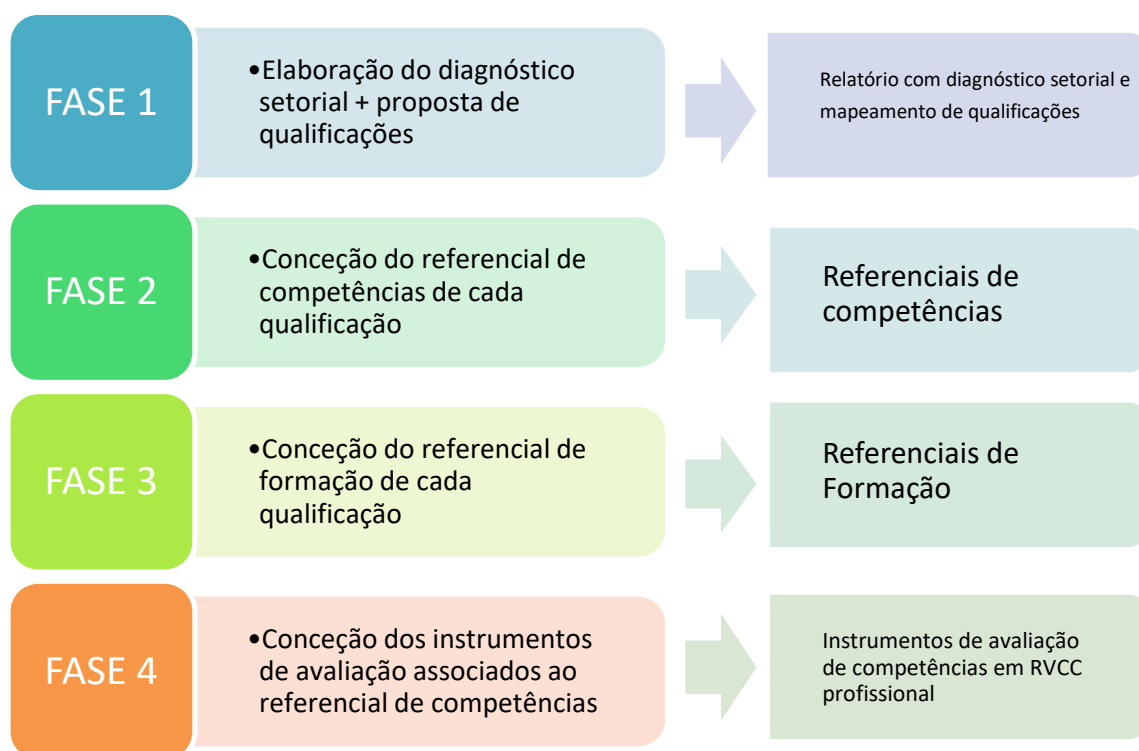 FASE 1
•Elaboração do diagnóstico
setorial + proposta de
qualificações
Relatório com diagnóstico setorial e
mapeamento de qualificações
FASE 2
•Conceção do referencial de
competências de cada
qualificação
Referenciais de
competências
FASE 3
•Conceção do referencial de
formação de cada
qualificação
Referenciais de
Formação
FASE 4
•Conceção dos instrumentos
de avaliação associados ao
referencial de competências
Instrumentos de avaliação
de competências em RVCC
profissional